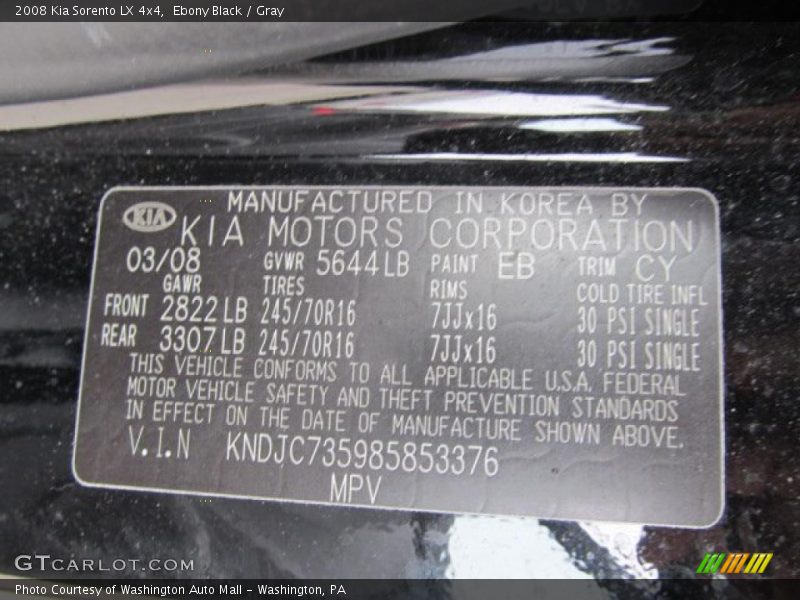 2008 Kia Sorento LX 4x4, Ebony Black / Gray
KIA MANUFACTURED IN KOREA BY
KIA MOTORS CORPORATION
03/08 GVWR 5644LB PAINT EB TRIM CY
GAWR TIRES RIMS COLD TIRE INFL
FRONT 2822LB 245/70R16 7JJx16 30 PSI SINGLE
REAR 3307LB 245/70R16 7JJx16 30 PSI SINGLE
THIS VEHICLE CONFORMS TO ALL APPLICABLE U.S.A. FEDERAL
MOTOR VEHICLE SAFETY AND THEFT PREVENTION STANDARDS
IN EFFECT ON THE DATE OF MANUFACTURE SHOWN ABOVE.
V.I.N KNDJC735985853376
MPV
GTCARLOT.COM
Photo Courtesy of Washington Auto Mall - Washington, PA